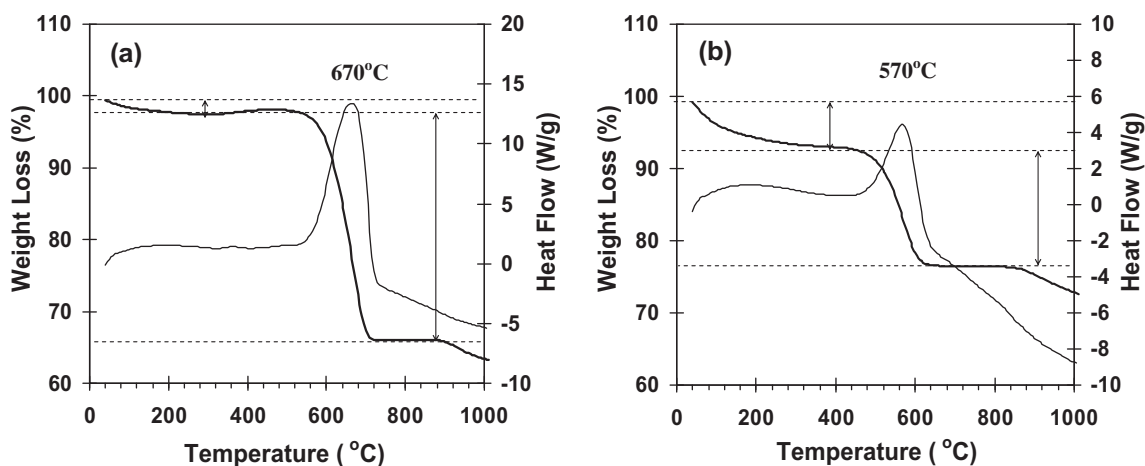 (a)
670°C
Weight Loss (%)
110
100
90
80
70
60
Heat Flow (W/g)
20
15
10
5
0
-5
-10
0 200 400 600 800 1000
Temperature ( °C)
(b)
570°C
Weight Loss (%)
110
100
90
80
70
60
Heat Flow (W/g)
10
8
6
4
2
0
-2
-4
-6
-8
-10
0 200 400 600 800 1000
Temperature ( °C)